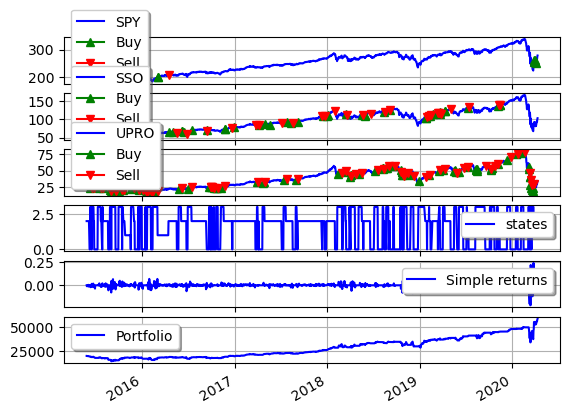 SPY
Buy
Sell
300
200
SSO
Buy
Sell
150
100
50
UPRO
Buy
Sell
75
50
25
states
2.5
0.0
Simple returns
0.25
0.00
Portfolio
50000
25000
2016 2017 2018 2019 2020